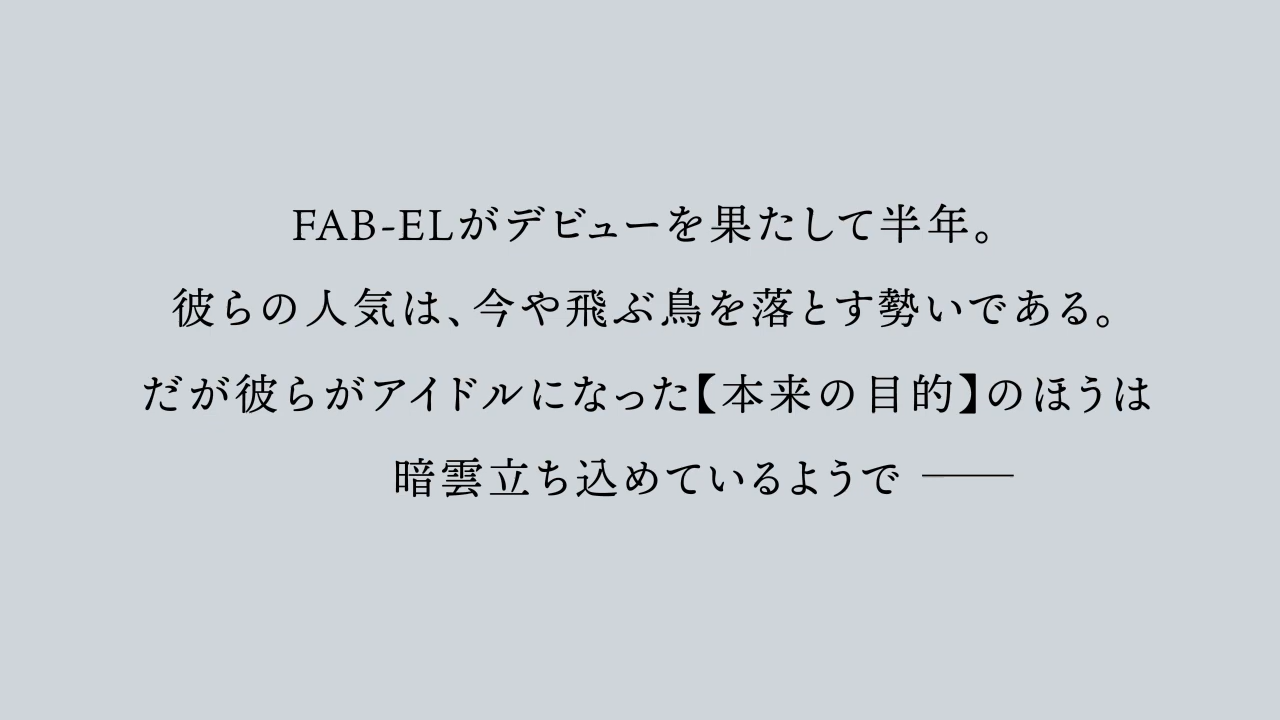 FAB-ELがデビューを果たして半年。
彼らの人気は、今や飛ぶ鳥を落とす勢いである。
だが彼らがアイドルになった【本来の目的】のほうは
暗雲立ち込めているようで ――